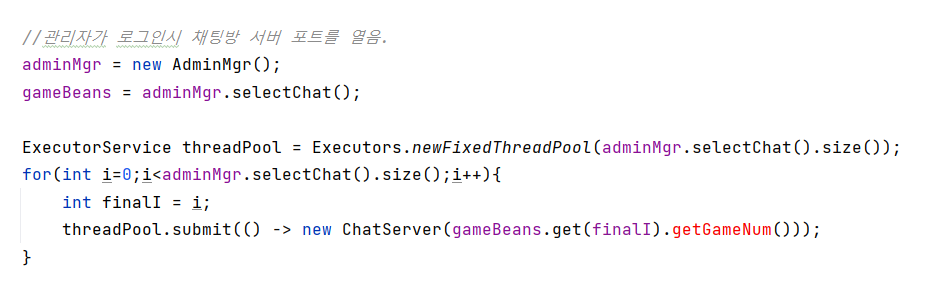 //관리자가 로그인시 채팅방 서버 포트를 열음.
adminMgr = new AdminMgr();
gameBeans = adminMgr.selectChat();
ExecutorService threadPool = Executors.newFixedThreadPool(adminMgr.selectChat().size());
for(int i=0;i<adminMgr.selectChat().size();i++){
    int finalI = i;
    threadPool.submit(() -> new ChatServer(gameBeans.get(finalI).getGameNum()));
}